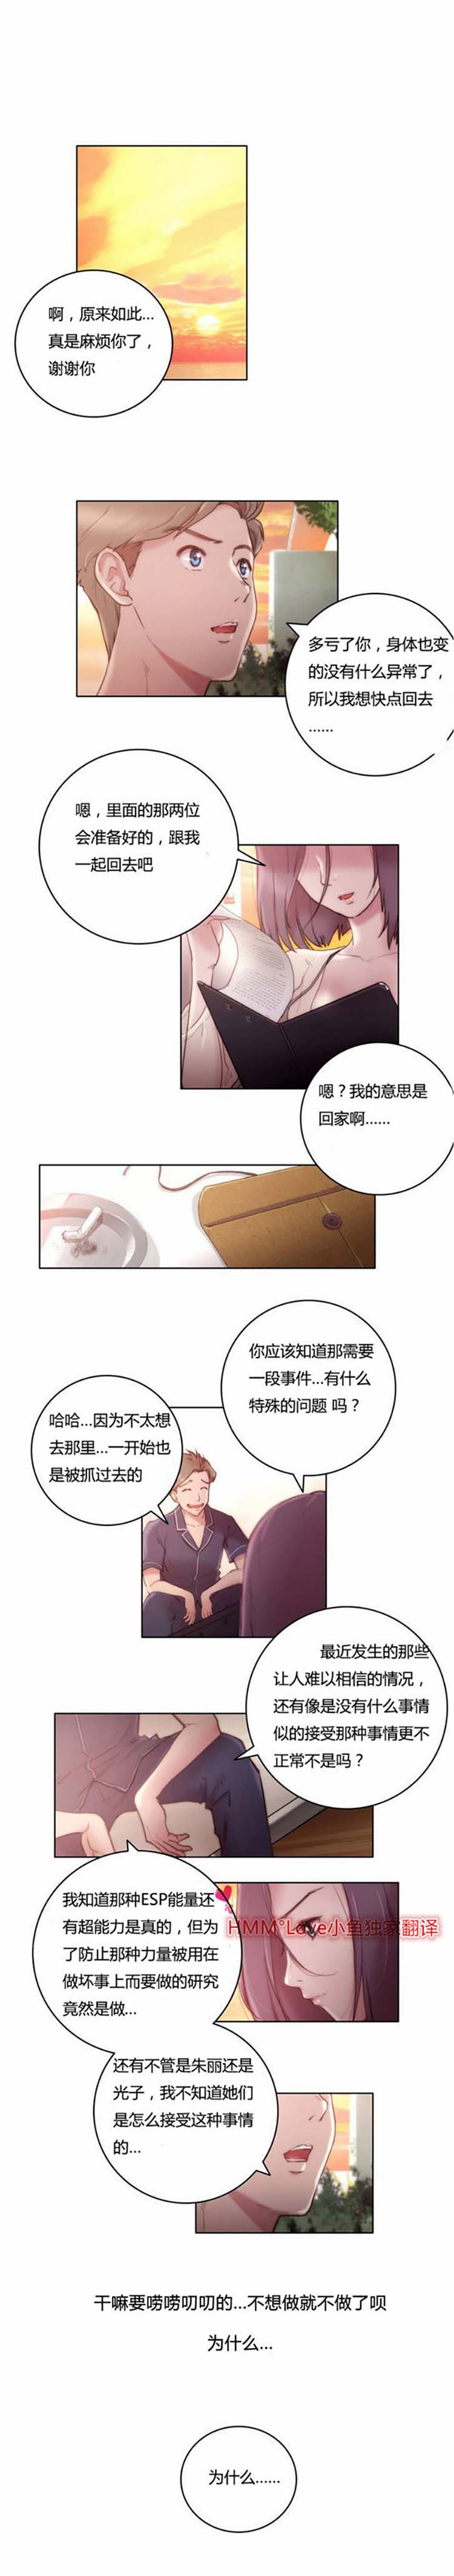 啊，原来如此...
真是麻烦你了，
谢谢你
多亏了你，身体也变
的没有什么异常了，
所以我想快点回去
......
嗯，里面的那两位
会准备好的，跟我
一起回去吧
嗯？我的意思是
回家啊......
你应该知道那需要
一段事件...有什么
特殊的问题 吗？
哈哈...因为不太想
去那里...一开始也
是被抓过去的
最近发生的那些
让人难以相信的情况，
还有像是没有什么事情
似的接受那种事情更不
正常不是吗？
我知道那种ESP能量还
有超能力是真的，但为
了防止那种力量被用在
做坏事上而要做的研究
竟然是做...
HMM°Love小鱼独家翻译
还有不管是朱丽还是
光子，我不知道她们
是怎么接受这种事情
的...
干嘛要唠唠叨叨的...不想做就不做了呗
为什么...
为什么......